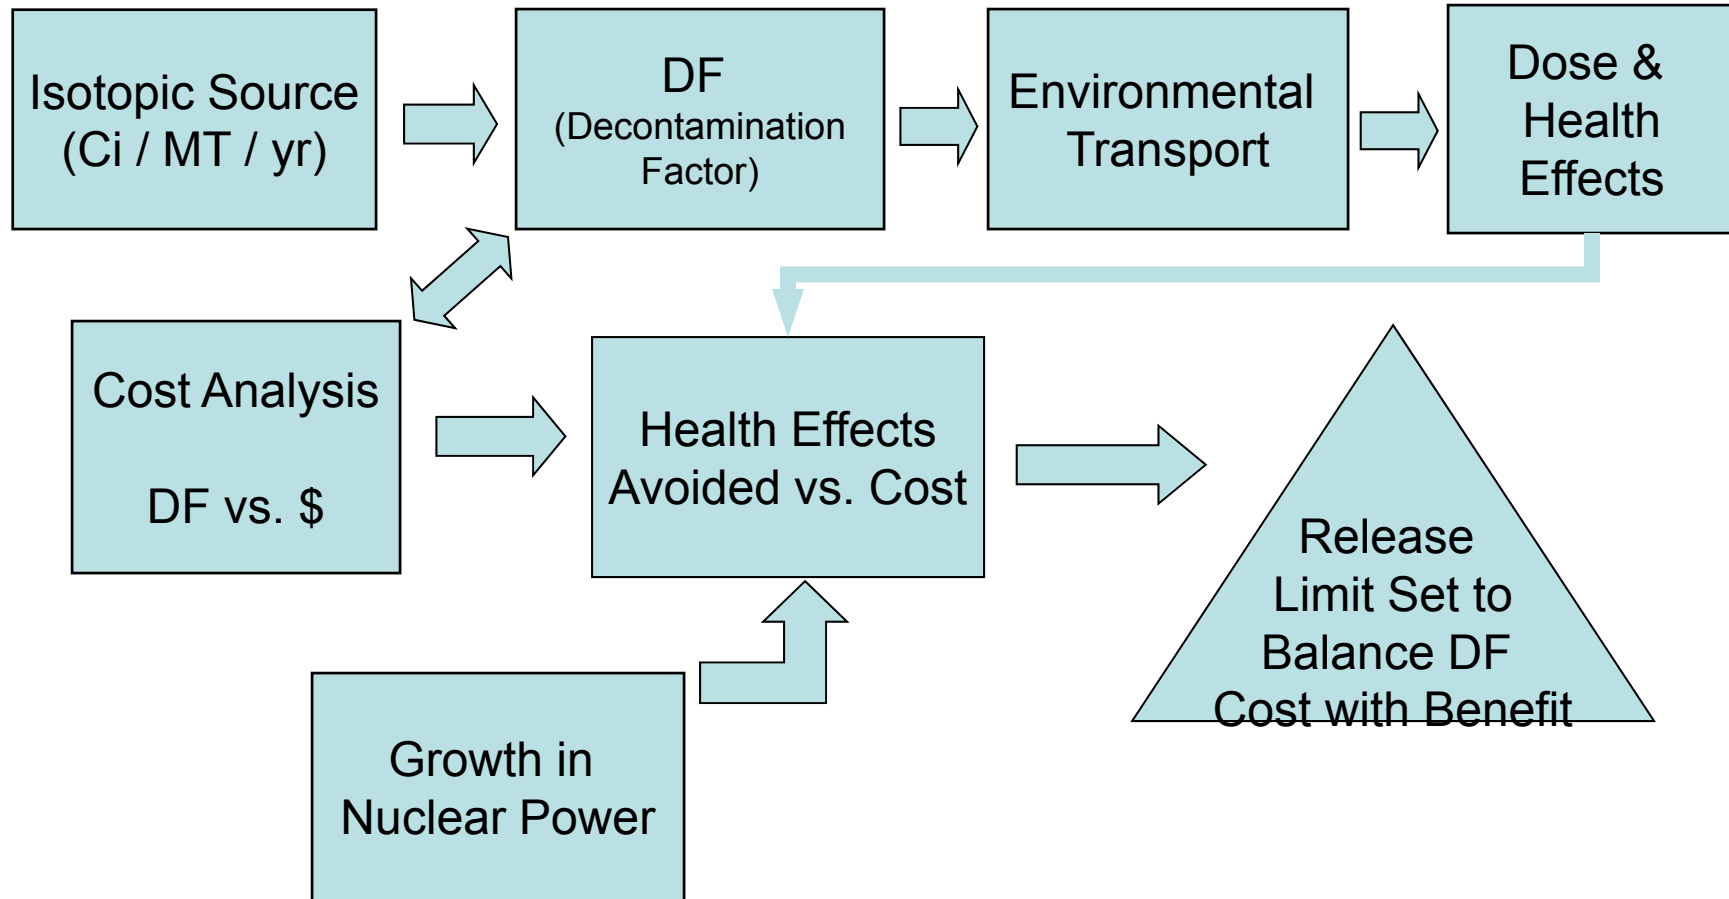 Isotopic Source
(Ci / MT / yr)
DF
(Decontamination
Factor)
Environmental
Transport
Dose &
Health
Effects
Cost Analysis
DF vs. $
Health Effects
Avoided vs. Cost
Release
Limit Set to
Balance DF
Cost with Benefit
Growth in
Nuclear Power